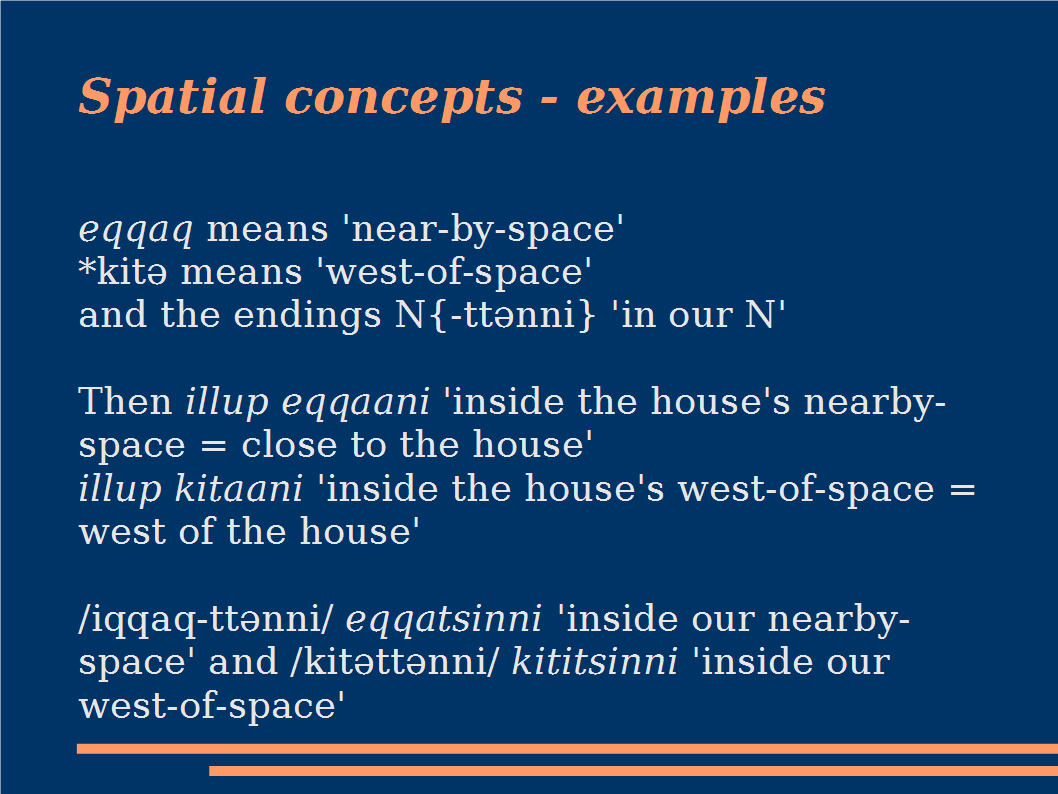 Spatial concepts - examples
eqqaq means 'near-by-space'
*kitə means 'west-of-space'
and the endings N{-ttənni} 'in our N'
Then illup eqqaani 'inside the house's nearby-
space = close to the house'
illup kitaani 'inside the house's west-of-space =
west of the house'
/iqqaq-ttənni/ eqqatsinni 'inside our nearby-
space' and /kitəttənni/ kititsinni 'inside our
west-of-space'